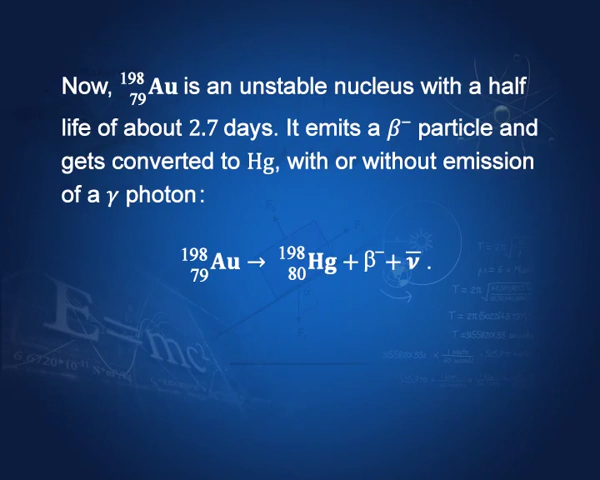 Now, ¹⁹⁸₇₉Au is an unstable nucleus with a half
life of about 2.7 days. It emits a β⁻ particle and
gets converted to Hg, with or without emission
of a γ photon:
¹⁹⁸₇₉Au → ¹⁹⁸₈₀Hg + β⁻ + ν̅ .
E=mc²